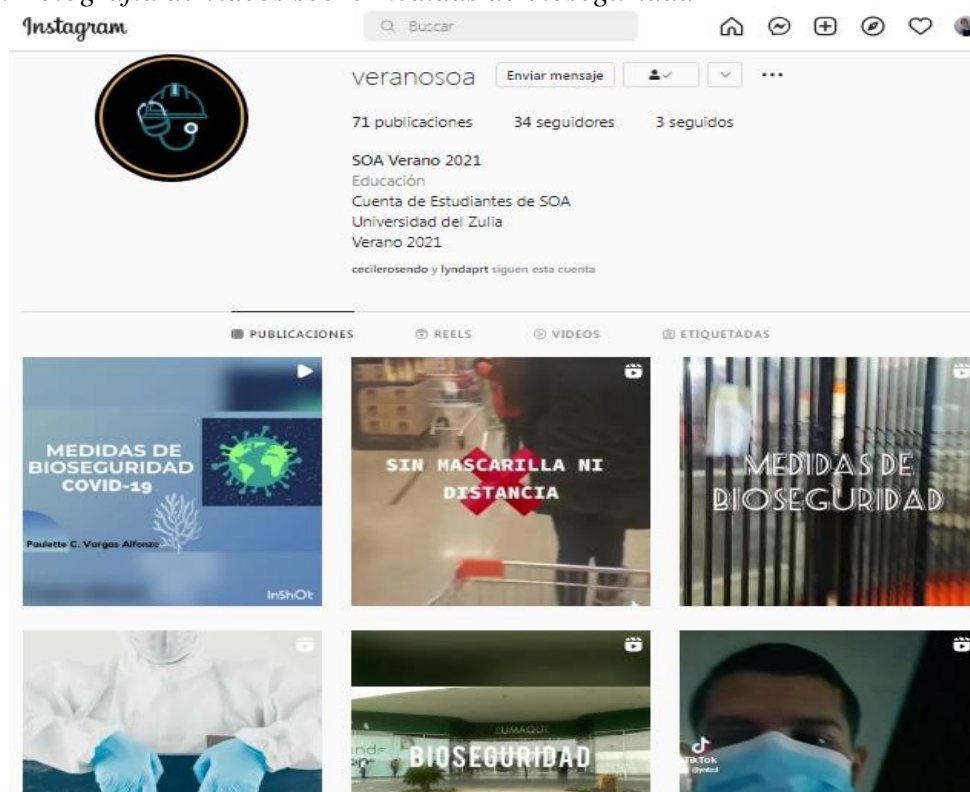 Instagram
Buscar
veranosoa Enviar mensaje
71 publicaciones 34 seguidores 3 seguidos
SOA Verano 2021
Educación
Cuenta de Estudiantes de SOA
Universidad del Zulia
Verano 2021
cecilerosendo y lyndaprt siguen esta cuenta
PUBLICACIONES REELS VIDEOS ETIQUETADAS
MEDIDAS DE
BIOSEGURIDAD
COVID-19
Paulette C. Vargas Alfonzo
InShOt
SIN MASCARILLA NI
DISTANCIA
MEDIDAS DE
BIOSEGURIDAD
BIOSEGURIDAD
TikTok